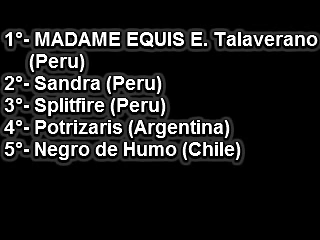 1°- MADAME EQUIS E. Talaverano
(Peru)
2°- Sandra (Peru)
3°- Splitfire (Peru)
4°- Potrizaris (Argentina)
5°- Negro de Humo (Chile)